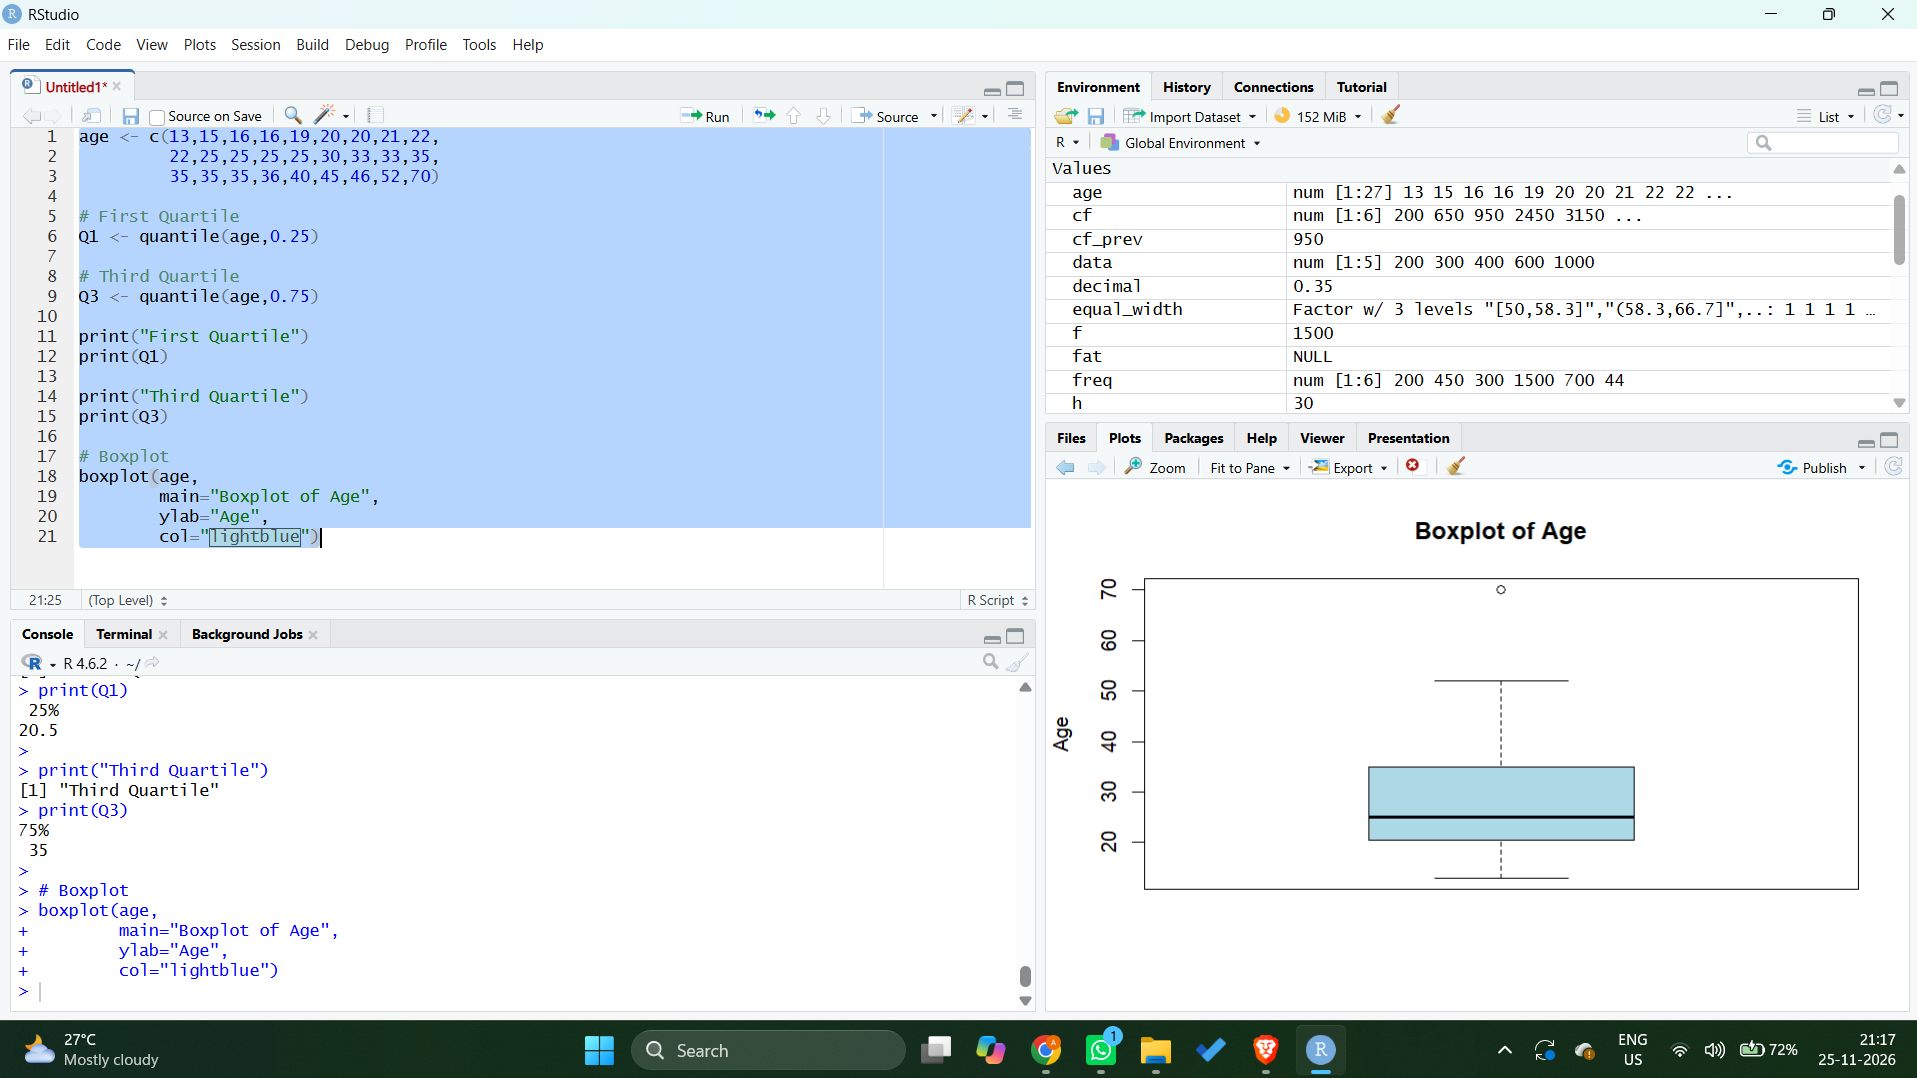 RStudio
File Edit Code View Plots Session Build Debug Profile Tools Help
Untitled1*
Source on Save Run Source
1 age <- c(13,15,16,16,19,20,20,21,22,
2 22,25,25,25,25,30,33,33,35,
3 35,35,35,36,40,45,46,52,70)
4
5 # First Quartile
6 Q1 <- quantile(age,0.25)
7
8 # Third Quartile
9 Q3 <- quantile(age,0.75)
10
11 print("First Quartile")
12 print(Q1)
13
14 print("Third Quartile")
15 print(Q3)
16
17 # Boxplot
18 boxplot(age,
19 main="Boxplot of Age",
20 ylab="Age",
21 col="lightblue")
21:25 (Top Level) R Script
Console Terminal Background Jobs
R 4.6.2 · ~/
> print(Q1)
25%
20.5
>
> print("Third Quartile")
[1] "Third Quartile"
> print(Q3)
75%
35
>
> # Boxplot
> boxplot(age,
+ main="Boxplot of Age",
+ ylab="Age",
+ col="lightblue")
>
Environment History Connections Tutorial
Import Dataset 152 MiB List
R Global Environment
Values
age num [1:27] 13 15 16 16 19 20 20 21 22 22 ...
cf num [1:6] 200 650 950 2450 3150 ...
cf_prev 950
data num [1:5] 200 300 400 600 1000
decimal 0.35
equal_width Factor w/ 3 levels "[50,58.3]","(58.3,66.7]",..: 1 1 1 1 …
f 1500
fat NULL
freq num [1:6] 200 450 300 1500 700 44
h 30
Files Plots Packages Help Viewer Presentation
Zoom Fit to Pane Export Publish
Boxplot of Age
Age
70
60
50
40
30
20
27°C
Mostly cloudy
Search
1
ENG
US
72%
21:17
25-11-2026